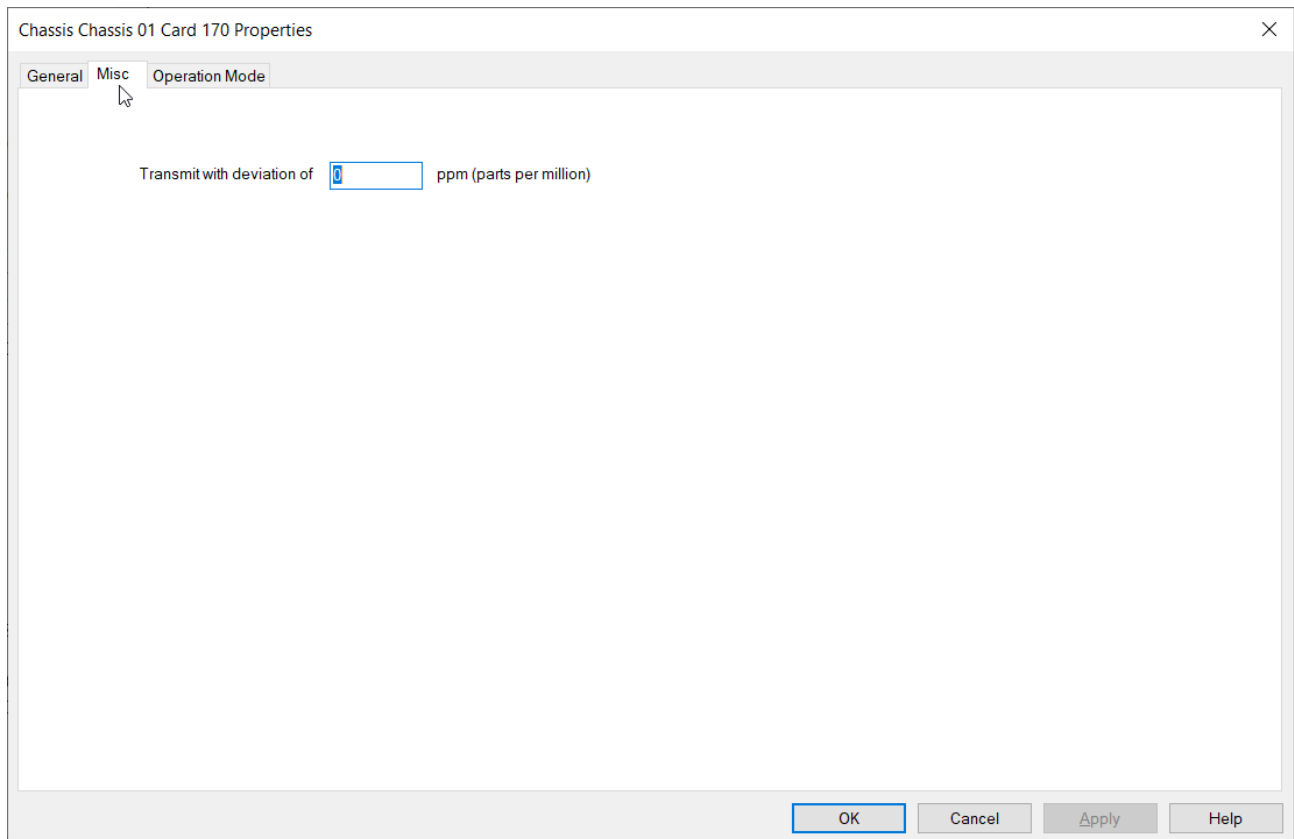 Chassis Chassis 01 Card 170 Properties
General Misc Operation Mode
Transmit with deviation of 0 ppm (parts per million)
OK Cancel Apply Help